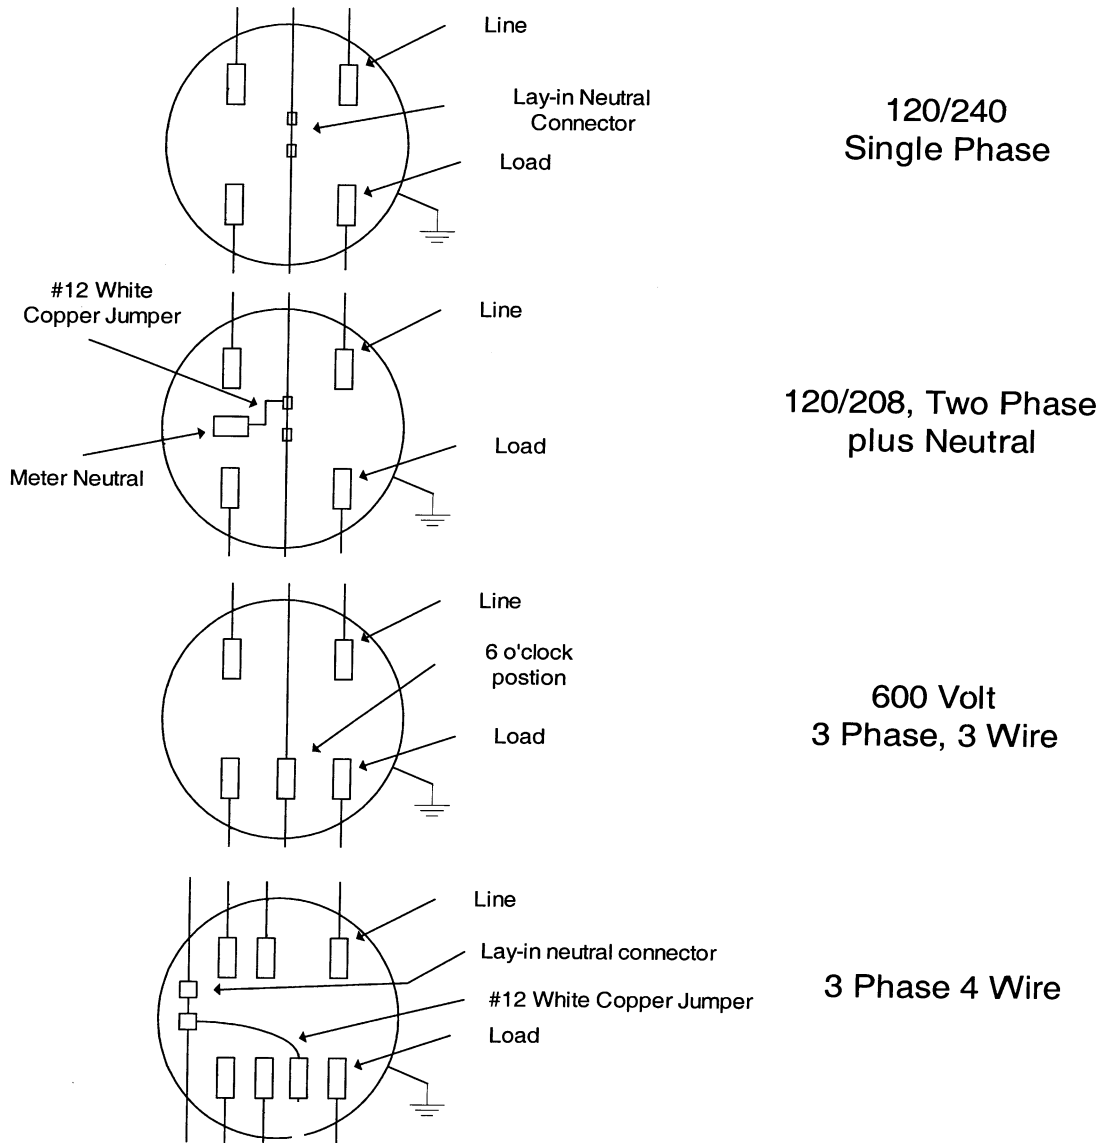 Line
Lay-in Neutral
Connector
Load
120/240
Single Phase
#12 White
Copper Jumper
Line
Load
Meter Neutral
120/208, Two Phase
plus Neutral
Line
6 o'clock
postion
Load
600 Volt
3 Phase, 3 Wire
Line
Lay-in neutral connector
#12 White Copper Jumper
Load
3 Phase 4 Wire